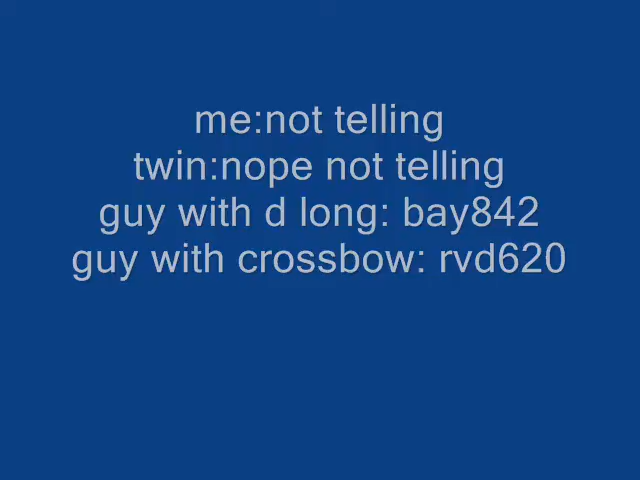 me:not telling
twin:nope not telling
guy with d long: bay842
guy with crossbow: rvd620